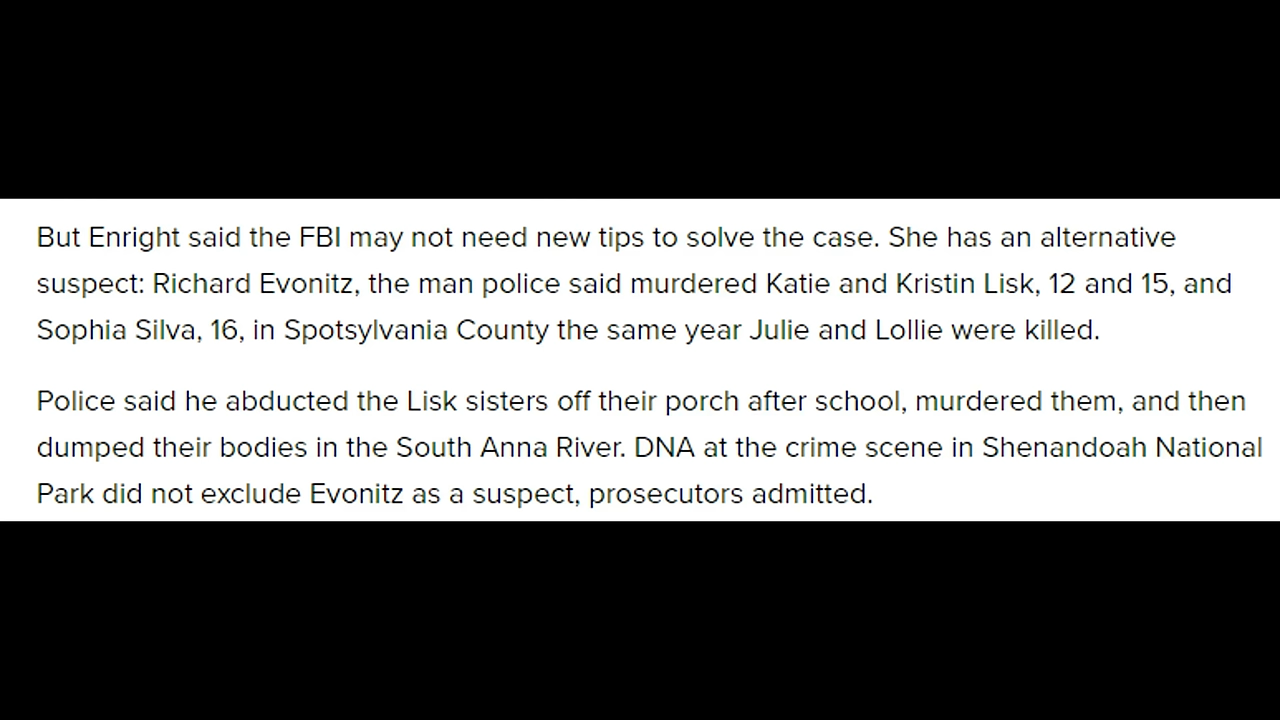 But Enright said the FBI may not need new tips to solve the case. She has an alternative
suspect: Richard Evonitz, the man police said murdered Katie and Kristin Lisk, 12 and 15, and
Sophia Silva, 16, in Spotsylvania County the same year Julie and Lollie were killed.
Police said he abducted the Lisk sisters off their porch after school, murdered them, and then
dumped their bodies in the South Anna River. DNA at the crime scene in Shenandoah National
Park did not exclude Evonitz as a suspect, prosecutors admitted.